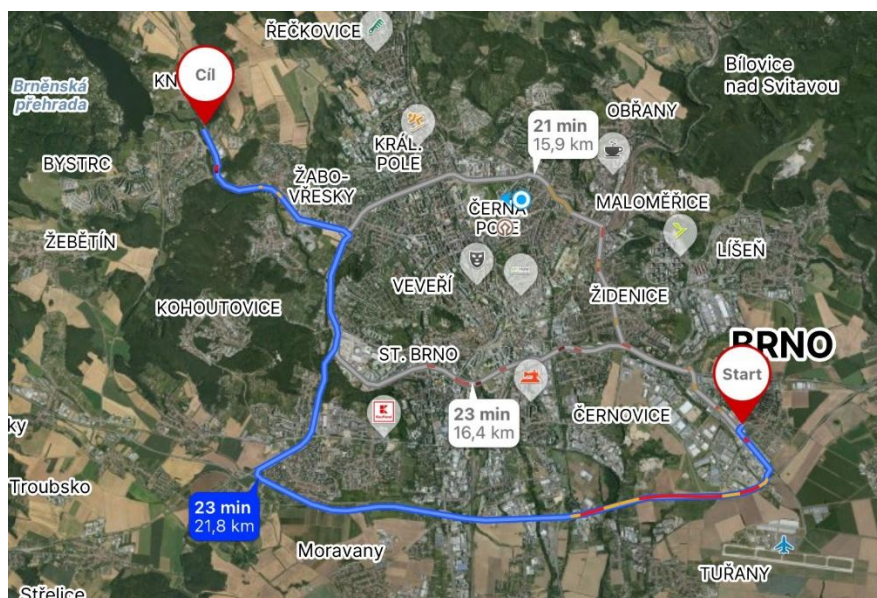 ŘEČKOVICE
Bílovice
nad Svitavou
KN
Cíl
Brněnská
přehrada
OBŘANY
21 min
15,9 km
KRÁL.
POLE
BYSTRC
ŽABO-
VŘESKY
MALOMĚŘICE
ČERNÁ
POLE
ŽEBĚTÍN
LÍŠEŇ
VEVEŘÍ
ŽIDENICE
KOHOUTOVICE
BRNO
ST. BRNO
Start
23 min
16,4 km
ČERNOVICE
ky
Troubsko
23 min
21,8 km
Moravany
TUŘANY
Střelice